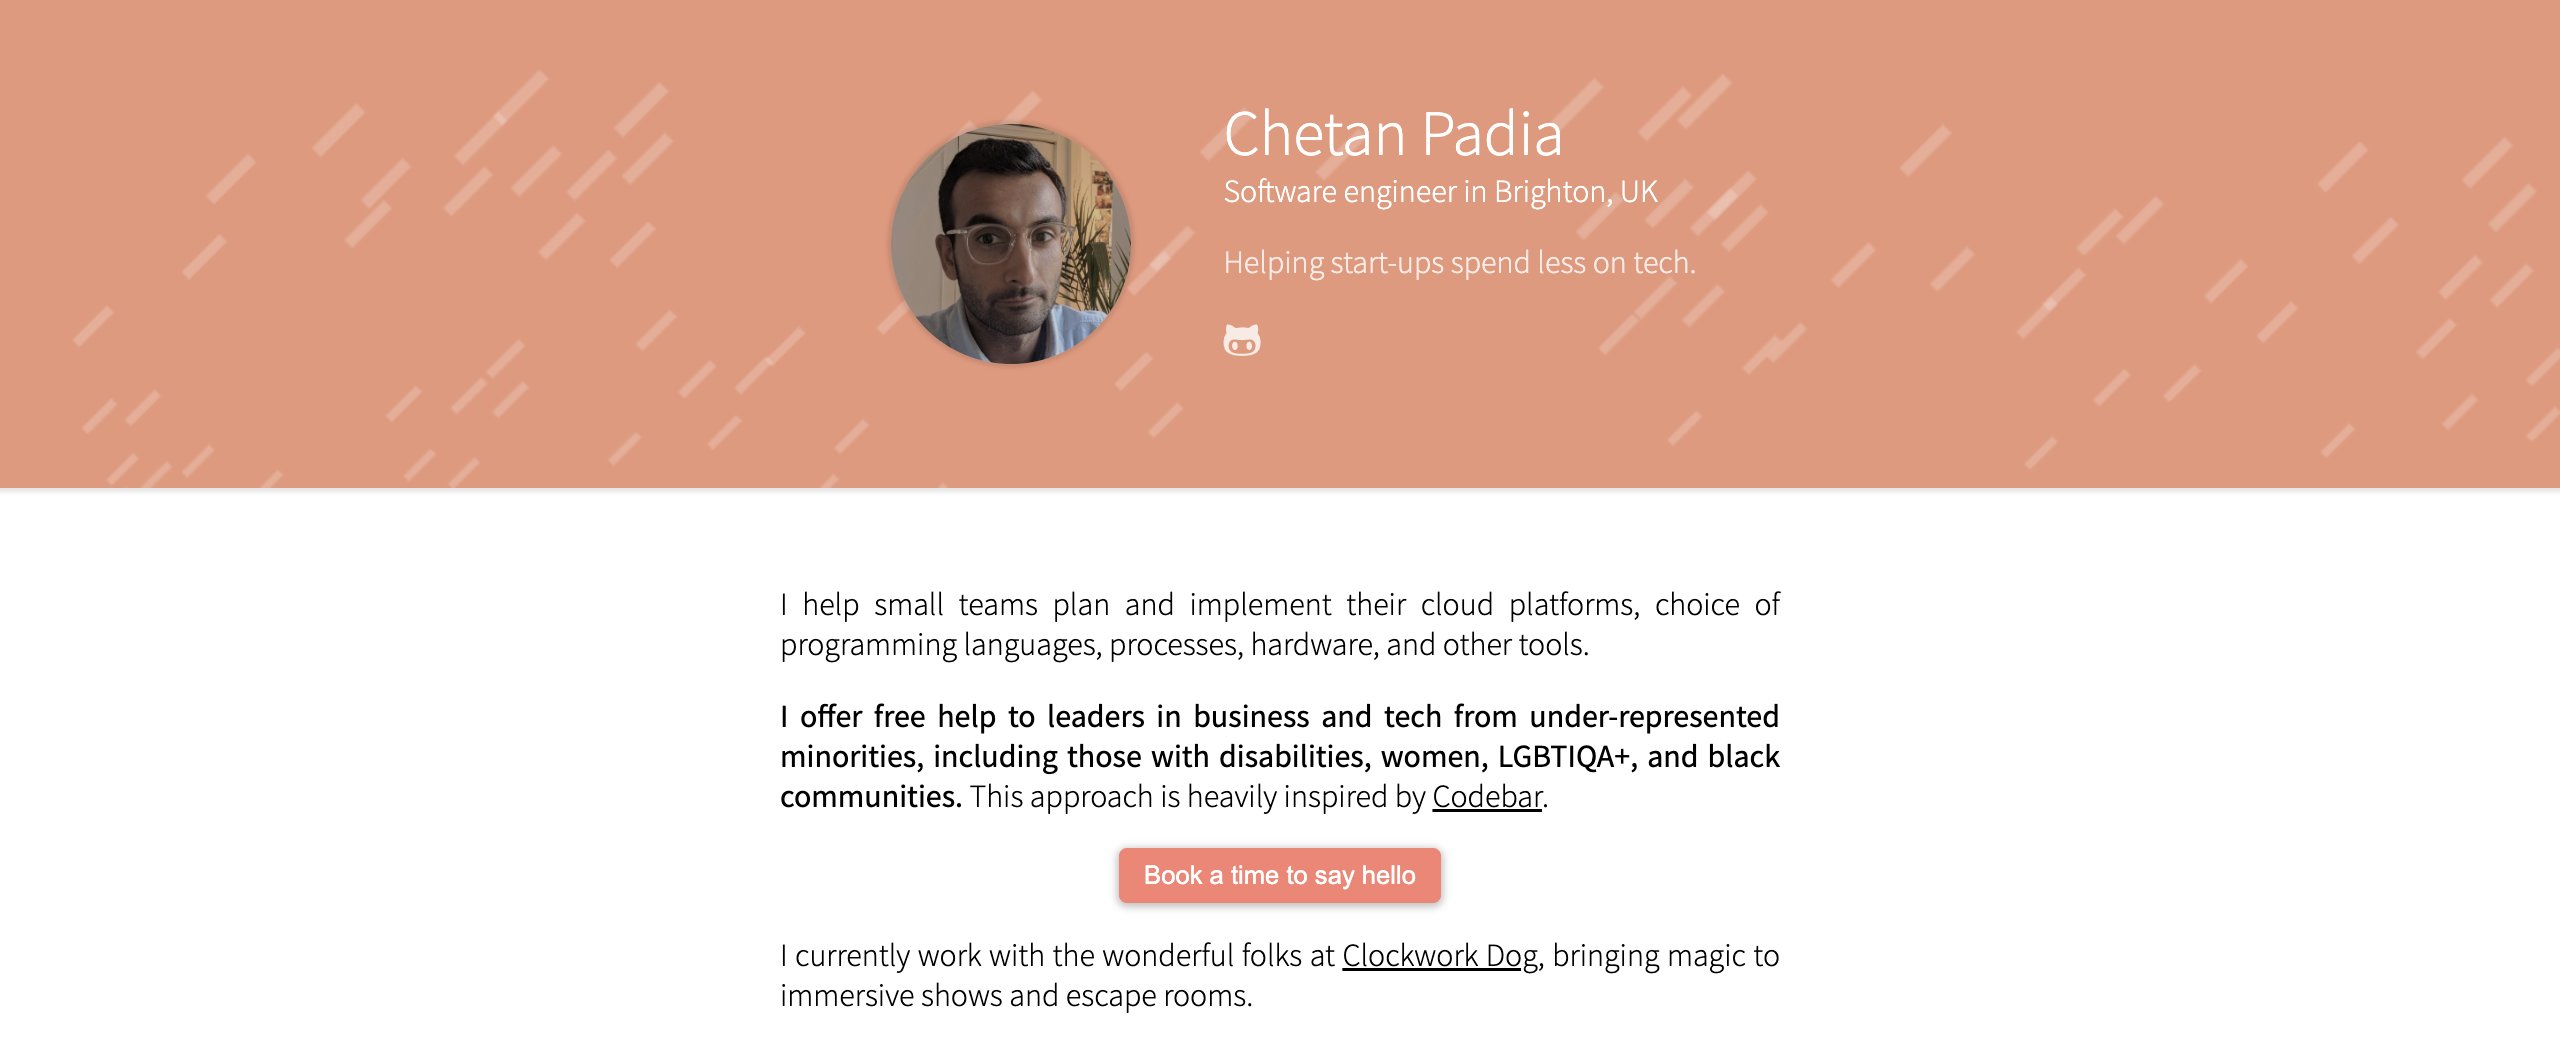 Chetan Padia
Software engineer in Brighton, UK
Helping start-ups spend less on tech.
I help small teams plan and implement their cloud platforms, choice of
programming languages, processes, hardware, and other tools.
I offer free help to leaders in business and tech from under-represented
minorities, including those with disabilities, women, LGBTIQA+, and black
communities. This approach is heavily inspired by Codebar.
Book a time to say hello
I currently work with the wonderful folks at Clockwork Dog, bringing magic to
immersive shows and escape rooms.